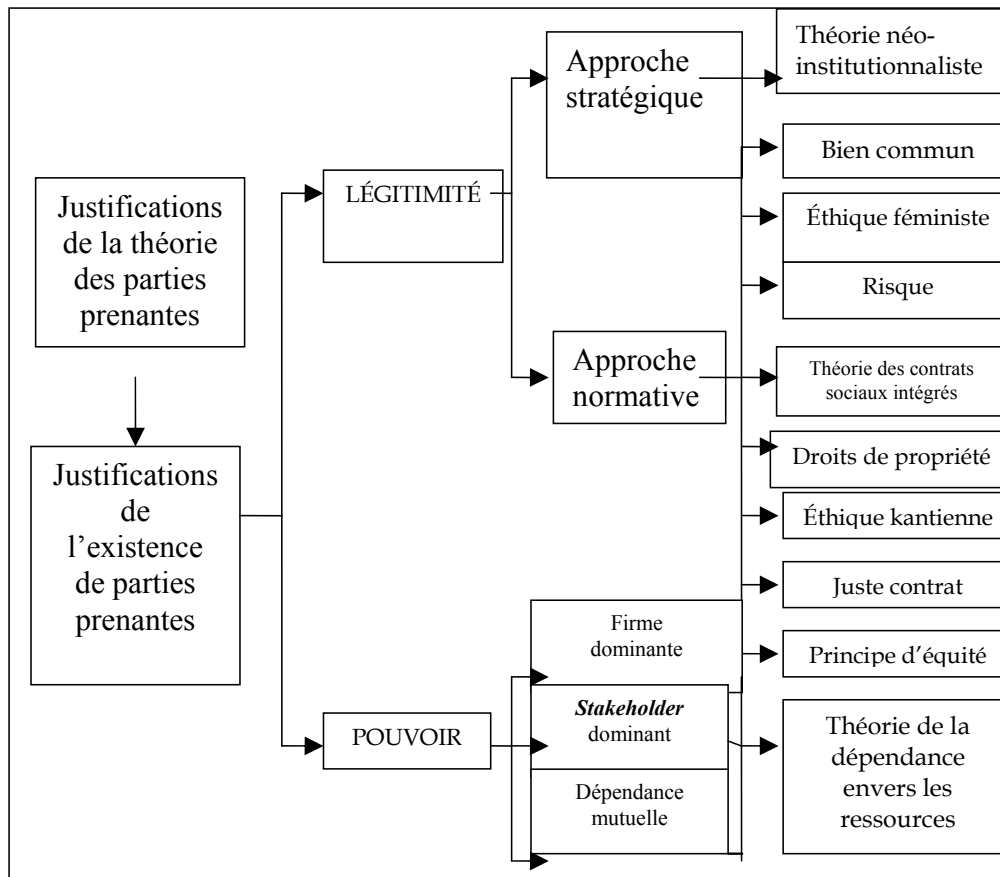 Justifications
de la théorie
des parties
prenantes
Justifications
de
l’existence
de parties
prenantes
LÉGITIMITÉ
POUVOIR
Approche
stratégique
Approche
normative
Firme
dominante
Stakeholder
dominant
Dépendance
mutuelle
Théorie néo-
institutionnaliste
Bien commun
Éthique féministe
Risque
Théorie des contrats
sociaux intégrés
Droits de propriété
Éthique kantienne
Juste contrat
Principe d’équité
Théorie de la
dépendance
envers les
ressources